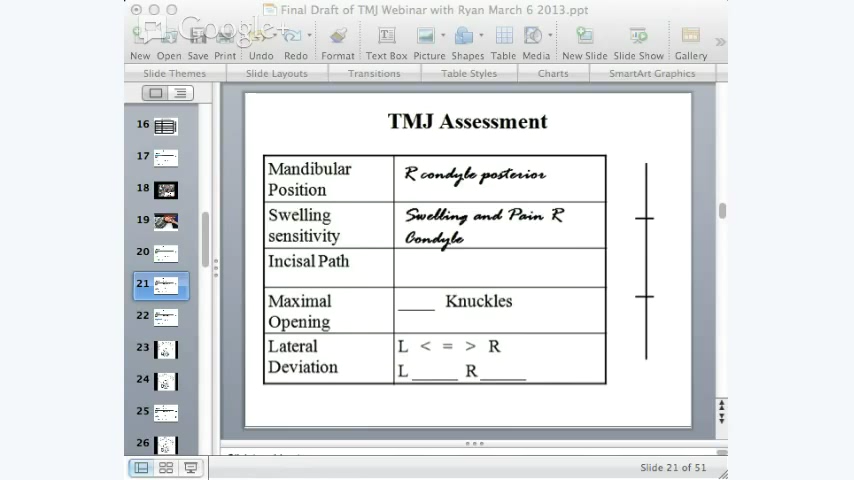 Final Draft of TMJ Webinar with Ryan March 6 2013.ppt
Google+
New Open Save Print Undo Redo Format Text Box Picture Shapes Table Media New Slide Slide Show Gallery
Slide Themes Slide Layouts Transitions Table Styles Charts SmartArt Graphics
16
17
18
19
20
21
22
23
24
25
26
TMJ Assessment
Mandibular
Position
R condyle posterior
Swelling
sensitivity
Swelling and Pain R
Condyle
Incisal Path
Maximal
Opening
____ Knuckles
Lateral
Deviation
L < = > R
L _____ R _____
Slide 21 of 51